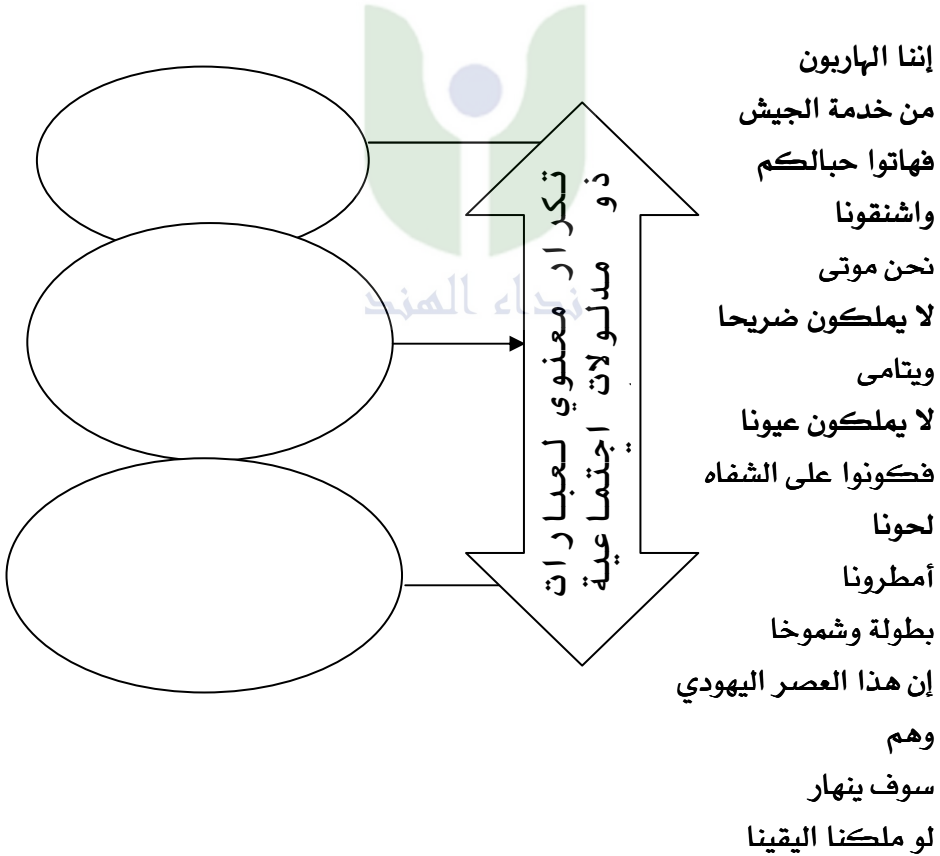 إننا الهاربون
من خدمة الجيش
فهاتوا حبالكم
واشنقونا
نحن موتى
لا يملكون ضريحا
ويتامى
لا يملكون عيونا
فكونوا على الشفاه
لحونا
أمطرونا
بطولة وشموخا
إن هذا العصر اليهودي
وهم
سوف ينهار
لو ملكنا اليقينا
تكرار معنوي لعبارات
ذو مدلولات اجتماعية
نداء الهند